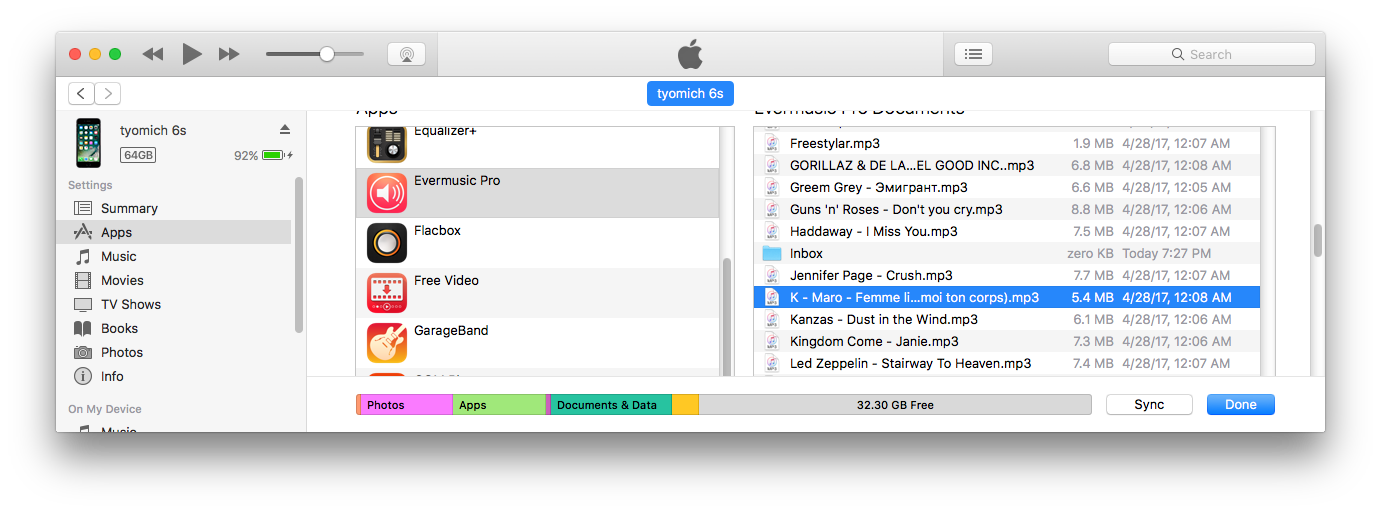 Search
tyomich 6s
tyomich 6s
64GB
92%
Settings
Summary
Apps
Music
Movies
TV Shows
Books
Photos
Info
On My Device
Music
Apps
Equalizer+
Evermusic Pro
Flacbox
Free Video
GarageBand
Evermusic Pro Documents
Freestylar.mp3 1.9 MB 4/28/17, 12:07 AM
GORILLAZ & DE LA...EL GOOD INC..mp3 6.8 MB 4/28/17, 12:08 AM
Greem Grey - Эмигрант.mp3 6.6 MB 4/28/17, 12:05 AM
Guns 'n' Roses - Don't you cry.mp3 8.8 MB 4/28/17, 12:06 AM
Haddaway - I Miss You.mp3 7.5 MB 4/28/17, 12:07 AM
Inbox zero KB Today 7:27 PM
Jennifer Page - Crush.mp3 7.7 MB 4/28/17, 12:07 AM
K - Maro - Femme li...moi ton corps).mp3 5.4 MB 4/28/17, 12:08 AM
Kanzas - Dust in the Wind.mp3 6.1 MB 4/28/17, 12:06 AM
Kingdom Come - Janie.mp3 7.3 MB 4/28/17, 12:06 AM
Led Zeppelin - Stairway To Heaven.mp3 7.4 MB 4/28/17, 12:07 AM
Photos
Apps
Documents & Data
32.30 GB Free
Sync
Done